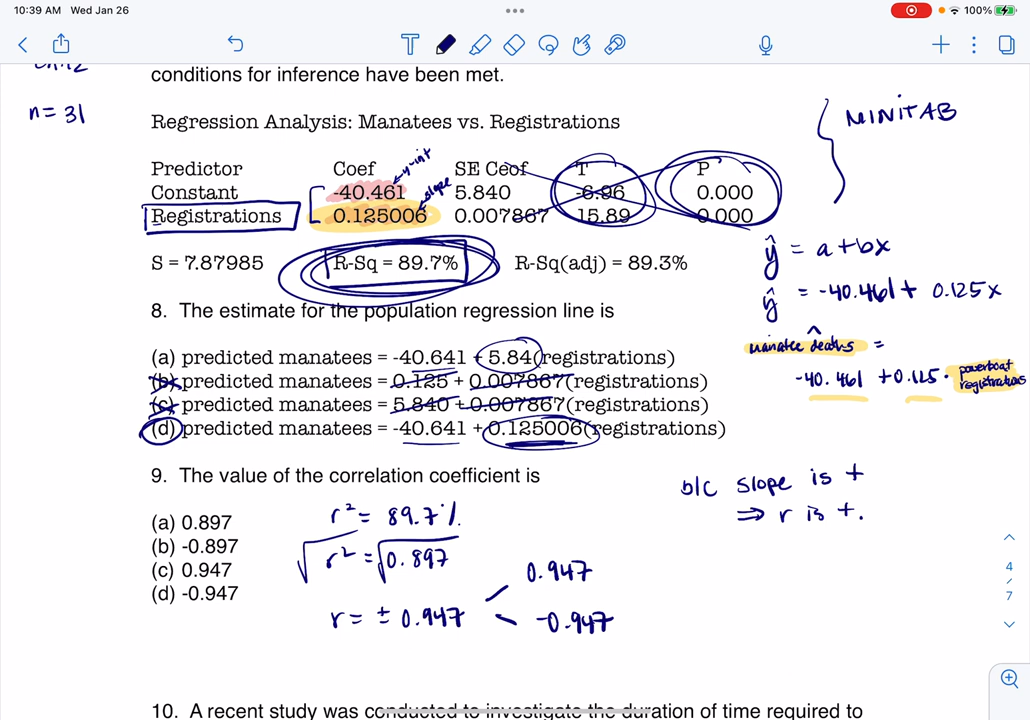 10:39 AM Wed Jan 26
100%
conditions for inference have been met.
n = 31
MINITAB
Regression Analysis: Manatees vs. Registrations
Predictor Coef SE Ceof T P
y-int
Constant -40.461 5.840 -6.96 0.000
slope
Registrations 0.125006 0.007867 15.89 0.000
S = 7.87985 R-Sq = 89.7% R-Sq(adj) = 89.3%
ŷ = a + bx
ŷ = -40.461 + 0.125x
8. The estimate for the population regression line is
manatee deaths =
-40.461 + 0.125 · powerboat
registrations
(a) predicted manatees = -40.641 + 5.84(registrations)
(b) predicted manatees = 0.125 + 0.007867(registrations)
(c) predicted manatees = 5.840 + 0.007867(registrations)
(d) predicted manatees = -40.641 + 0.125006(registrations)
9. The value of the correlation coefficient is
b/c slope is +
⇒ r is +.
(a) 0.897
(b) -0.897
(c) 0.947
(d) -0.947
r² = 89.7%
√r² = √0.897
r = ± 0.947
0.947
-0.947
4
/
7
10. A recent study was conducted to investigate the duration of time required to